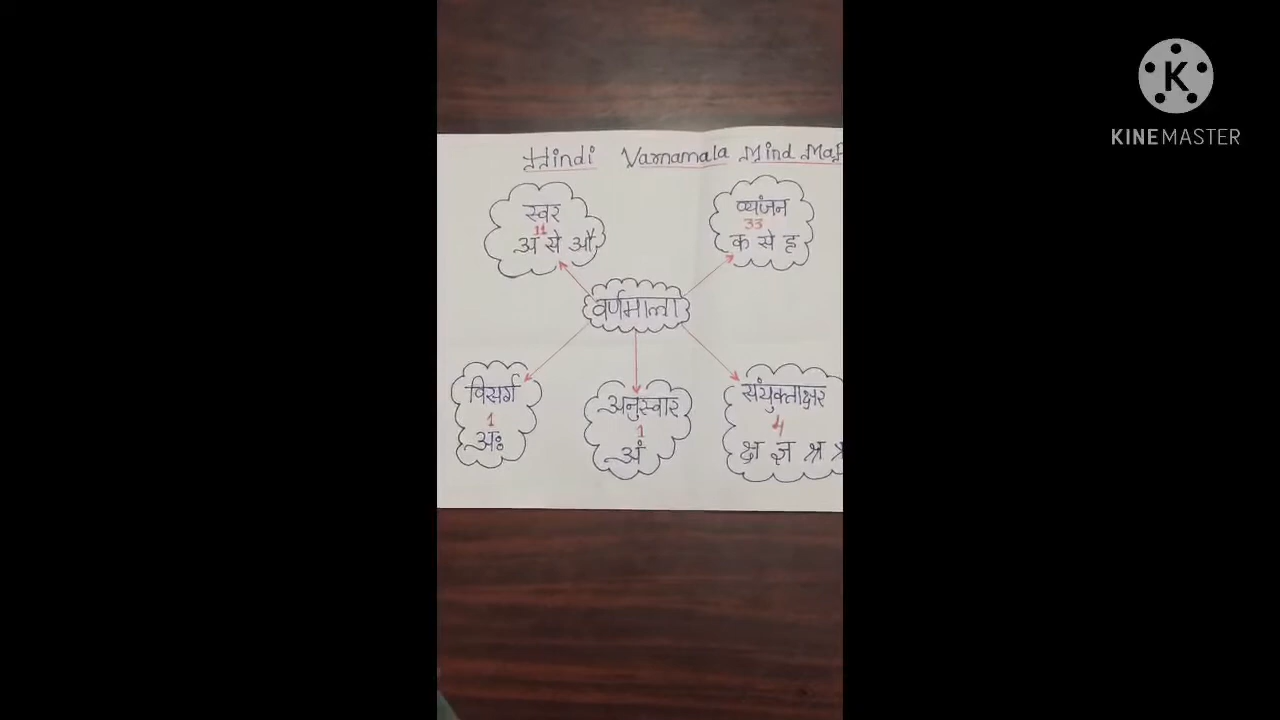 Hindi Varnamala Mind Map
स्वर
11
अ से औ
व्यंजन
33
क से ह
वर्णमाला
विसर्ग
1
अः
अनुस्वार
1
अं
संयुक्ताक्षर
4
क्ष ज्ञ श्र
KINEMASTER